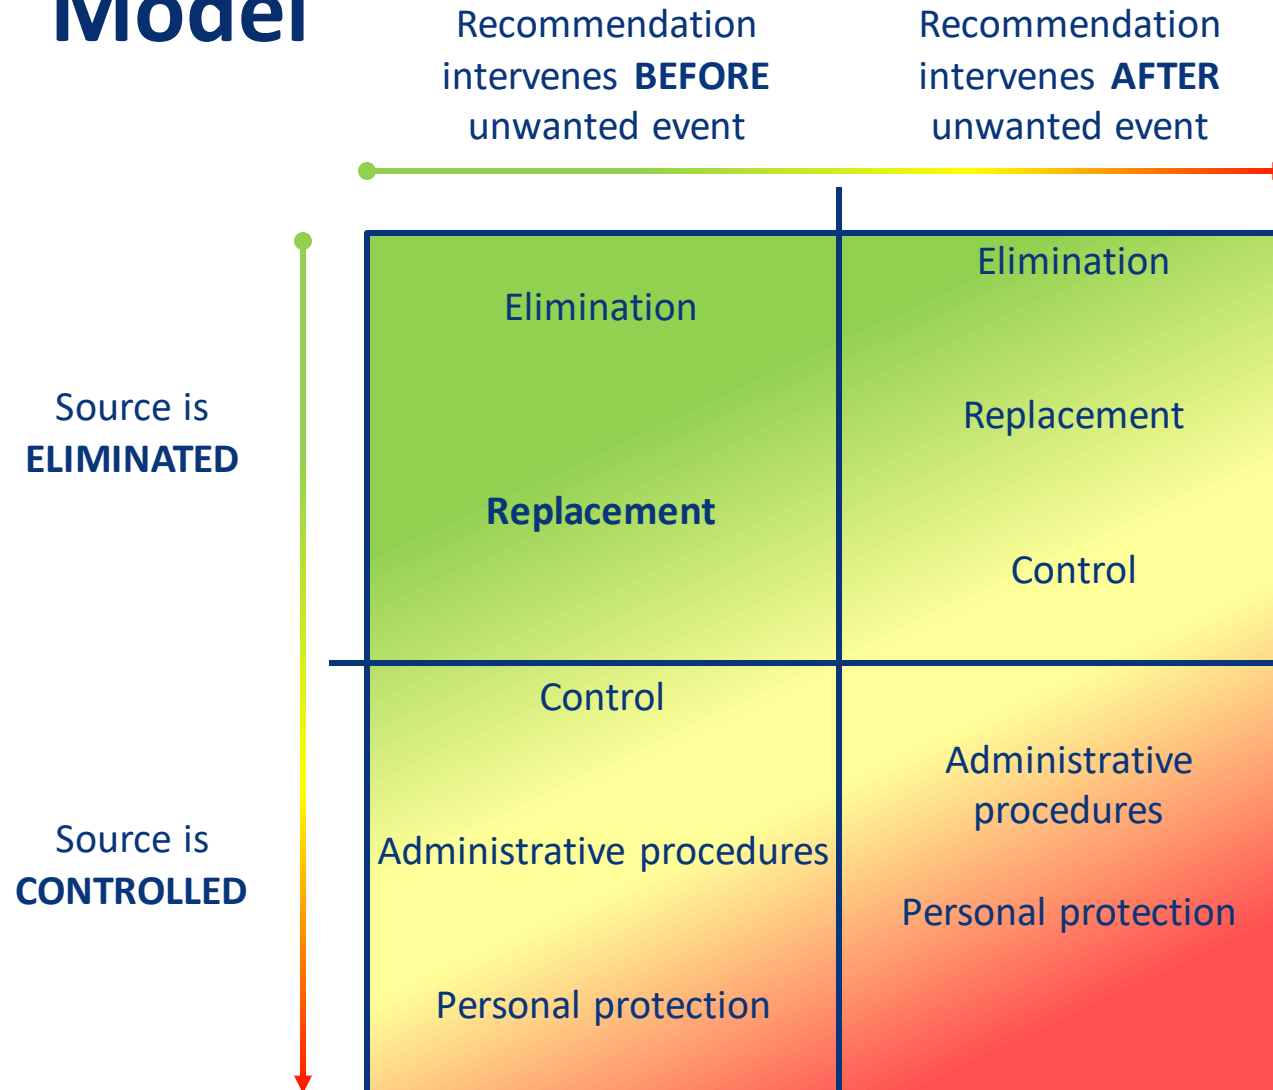 Model
Recommendation
intervenes BEFORE
unwanted event
Recommendation
intervenes AFTER
unwanted event
Source is
ELIMINATED
Elimination
Replacement
Elimination
Replacement
Control
Source is
CONTROLLED
Control
Administrative procedures
Personal protection
Administrative
procedures
Personal protection